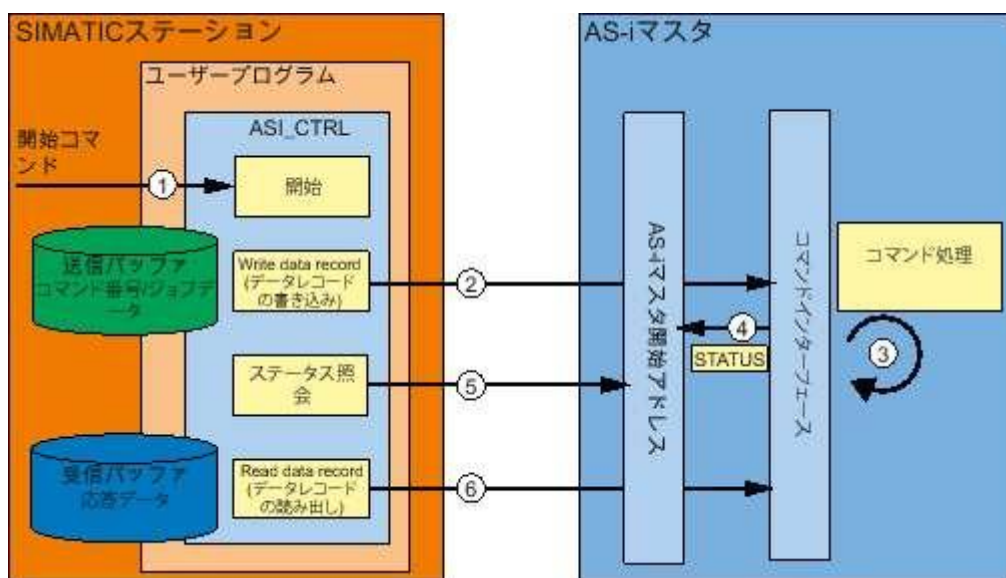 SIMATICステーション
ユーザープログラム
ASI_CTRL
開始コマ
ンド
①
開始
送信バッファ
コマンド番号/ジョブデ
ータ
Write data record
(データレコード
の書き込み)
②
ステータス照
会
⑤
受信バッファ
応答データ
Read data record
(データレコード
の読み出し)
⑥
AS-iマスタ
AS-iマスタ開始アドレス
コマンドインターフェース
コマンド処理
④
STATUS
③